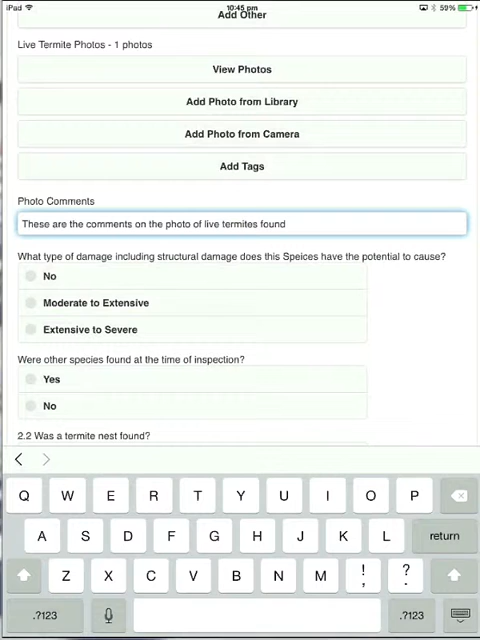 iPad 10:45 pm 59%
Add Other
Live Termite Photos - 1 photos
View Photos
Add Photo from Library
Add Photo from Camera
Add Tags
Photo Comments
These are the comments on the photo of live termites found
What type of damage including structural damage does this Speices have the potential to cause?
No
Moderate to Extensive
Extensive to Severe
Were other species found at the time of inspection?
Yes
No
2.2 Was a termite nest found?
Q W E R T Y U I O P
A S D F G H J K L return
Z X C V B N M ! , ? .
.?123 .?123